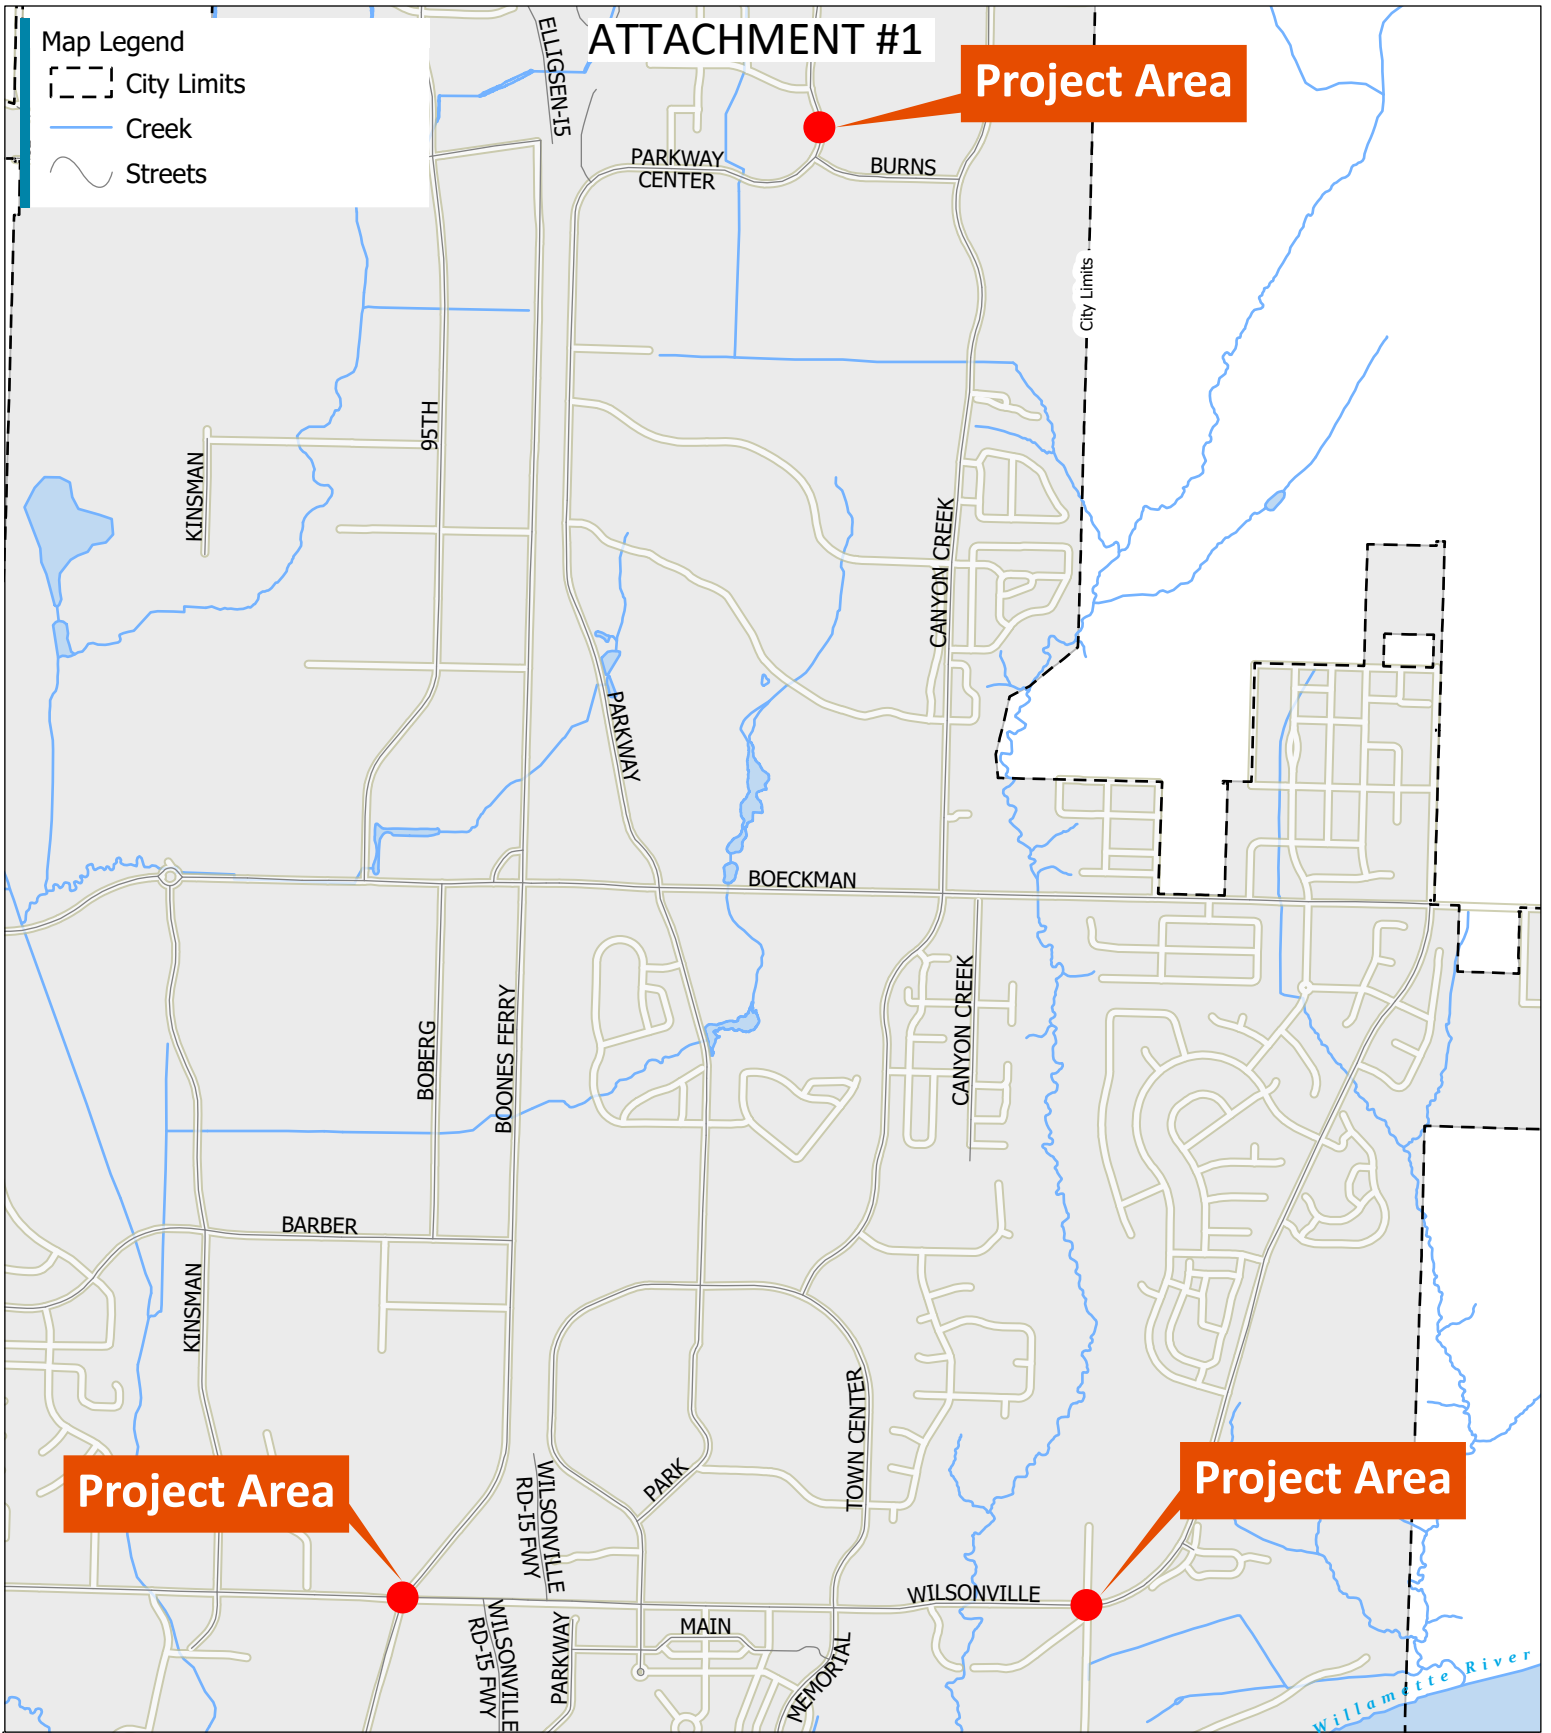 ATTACHMENT #1
Map Legend
City Limits
Creek
Streets
ELLIGSEN-I5
Project Area
PARKWAY
CENTER
BURNS
City Limits
95TH
KINSMAN
CANYON CREEK
PARKWAY
BOECKMAN
BOBERG
BOONES FERRY
CANYON CREEK
BARBER
KINSMAN
TOWN CENTER
PARK
Project Area
WILSONVILLE
RD-I5 FWY
Project Area
WILSONVILLE
WILSONVILLE
RD-I5 FWY
PARKWAY
MAIN
MEMORIAL
Willamette River